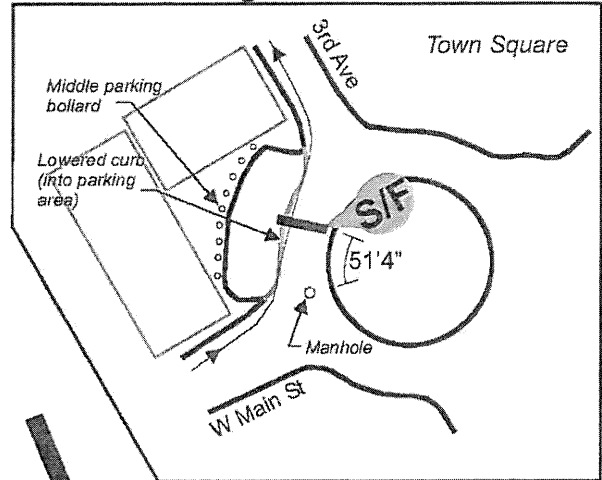 3rd Ave
Town Square
Middle parking
bollard
Lowered curb
(into parking
area)
S/F
51'4"
Manhole
W Main St